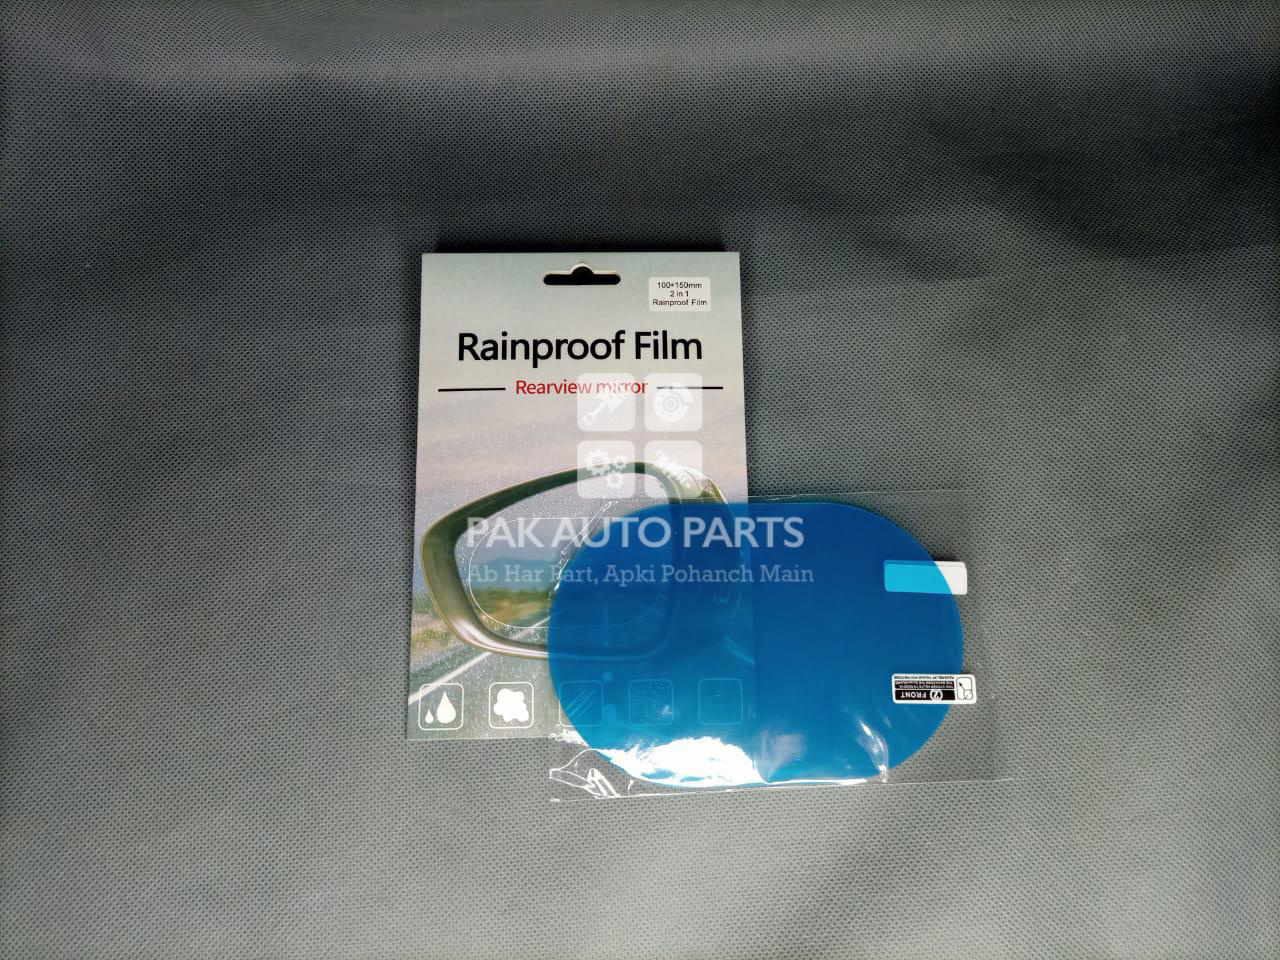 100*150mm
2 in 1
Rainproof Film
Rainproof Film
Rearview mirror
PAK AUTO PARTS
Ab Har Part, Apki Pohanch Main
FRONT